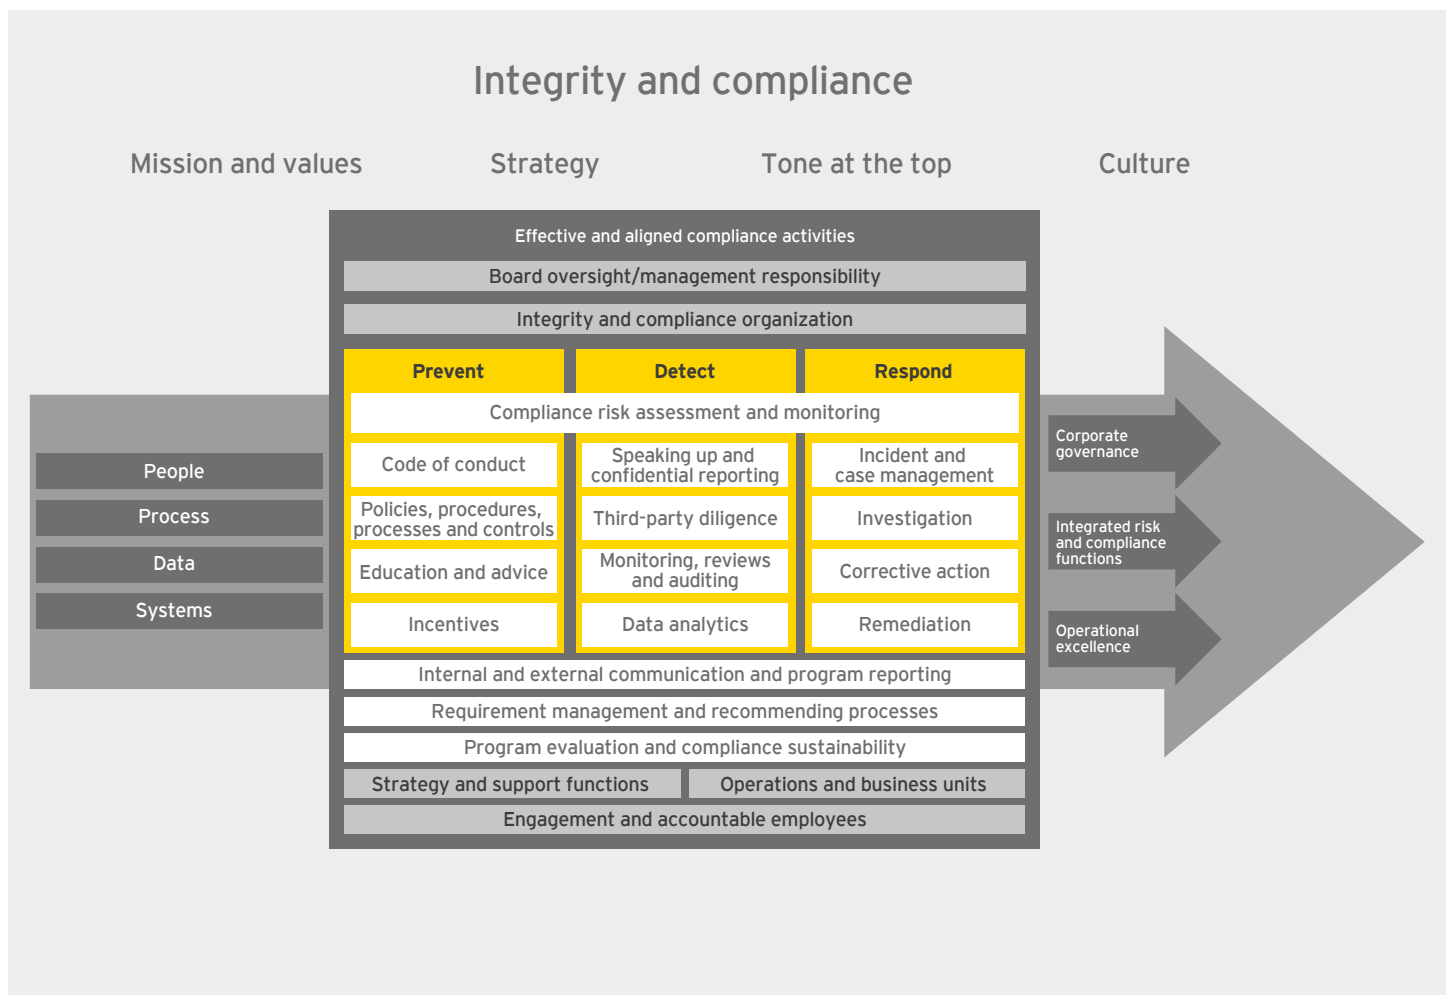 Integrity and compliance
Mission and values
Strategy
Tone at the top
Culture
Effective and aligned compliance activities
Board oversight/management responsibility
Integrity and compliance organization
Prevent
Detect
Respond
Compliance risk assessment and monitoring
People
Process
Data
Systems
Code of conduct
Policies, procedures,
processes and controls
Education and advice
Incentives
Speaking up and
confidential reporting
Third-party diligence
Monitoring, reviews
and auditing
Data analytics
Incident and
case management
Investigation
Corrective action
Remediation
Corporate
governance
Integrated risk
and compliance
functions
Operational
excellence
Internal and external communication and program reporting
Requirement management and recommending processes
Program evaluation and compliance sustainability
Strategy and support functions
Operations and business units
Engagement and accountable employees